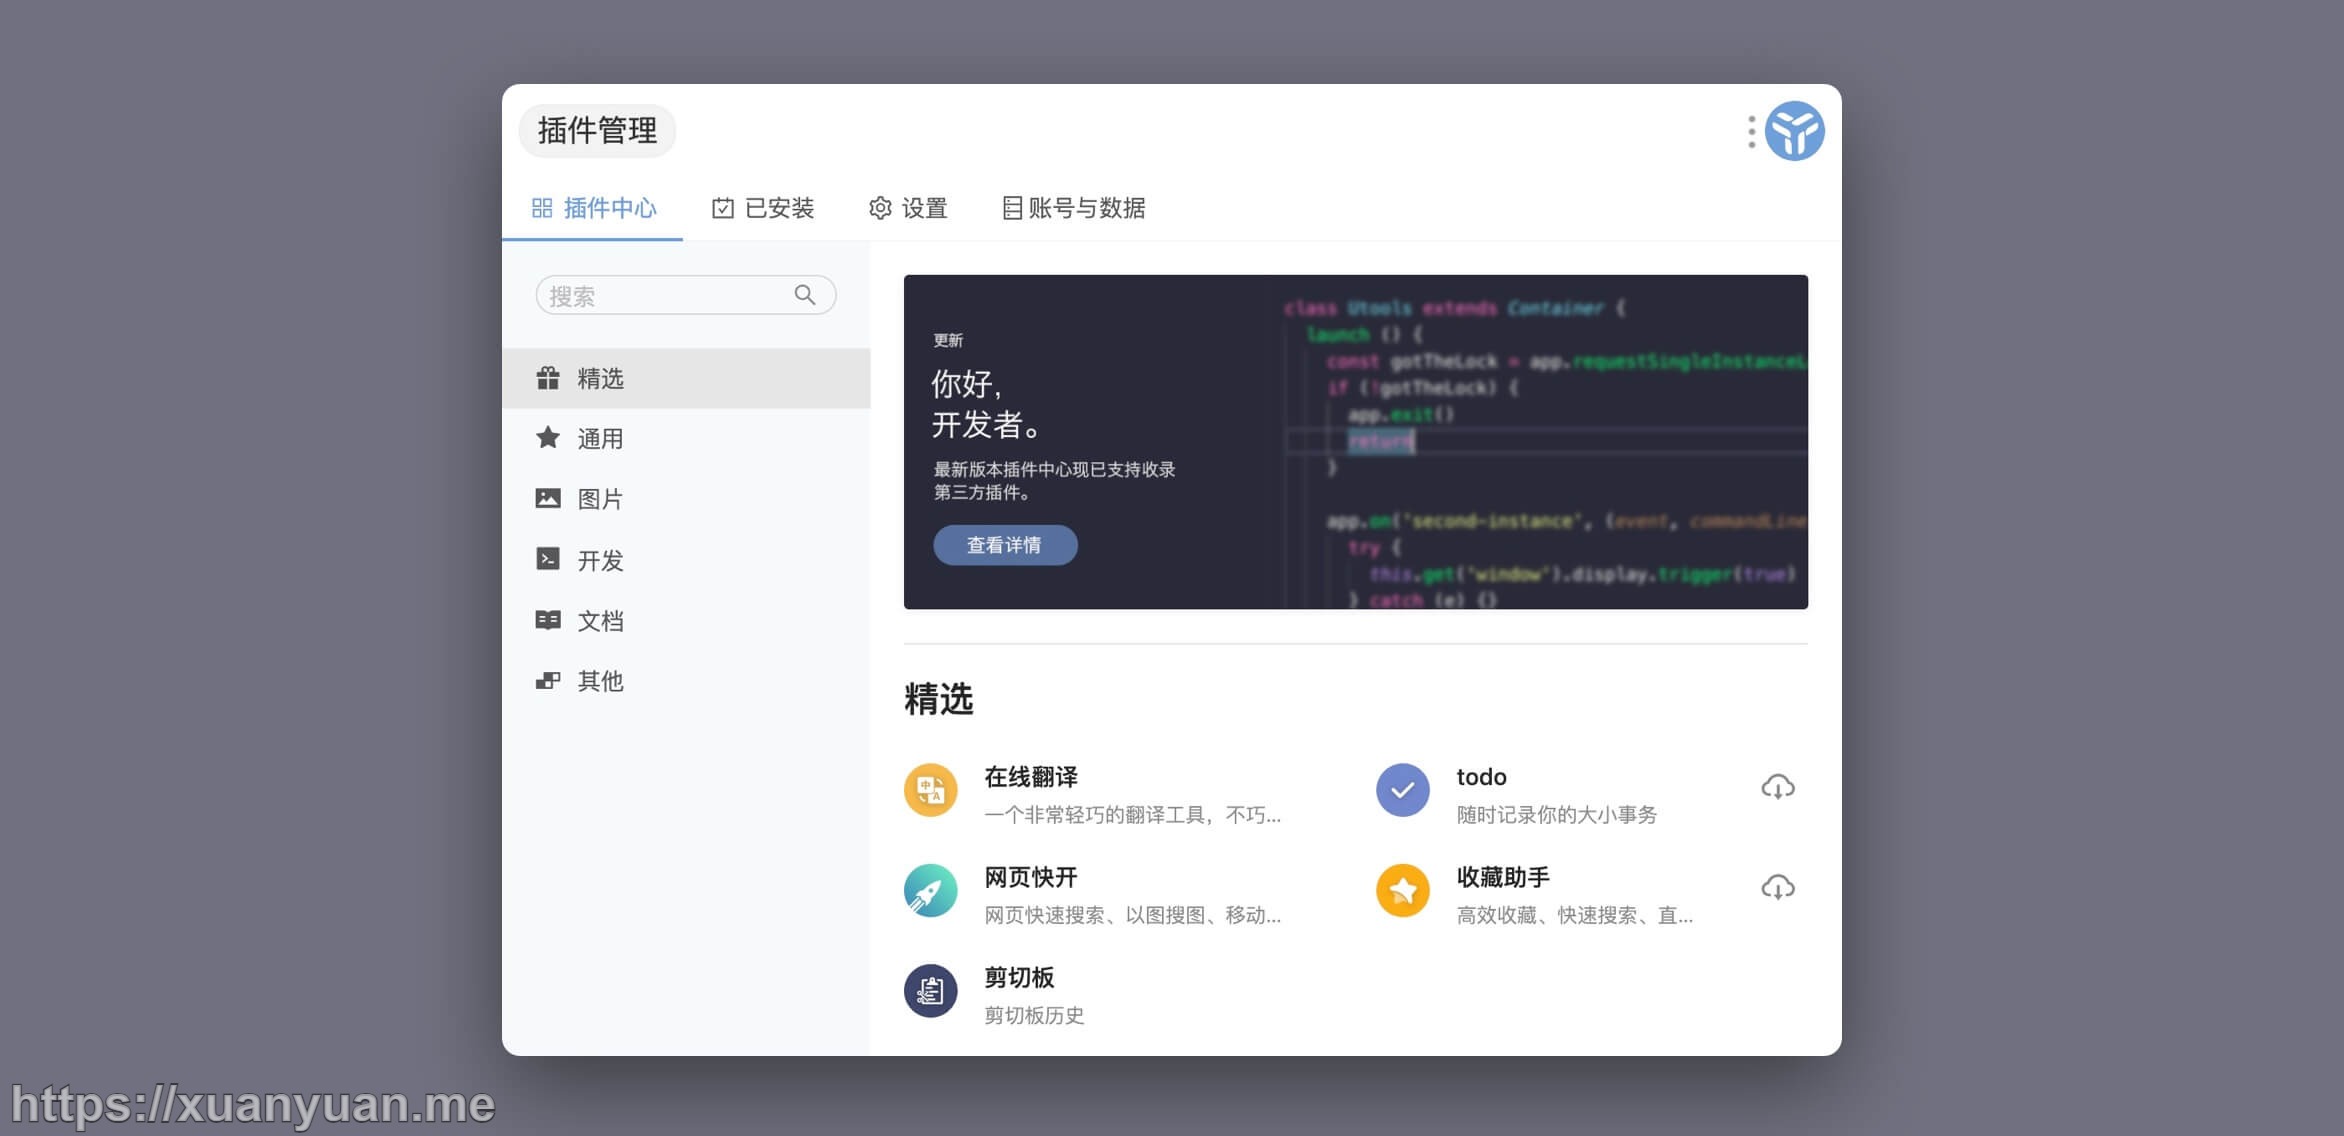 插件管理
插件中心 已安装 设置 账号与数据
搜索
精选
通用
图片
开发
文档
其他
更新
你好,
开发者。
最新版本插件中心现已支持收录
第三方插件。
查看详情
class Utools extends Container {
launch () {
const gotTheLock = app.requestSingleInstanceL
if (!gotTheLock) {
app.exit()
return
}
app.on('second-instance', (event, commandLine
try {
this.get('window').display.trigger(true)
} catch (e) {}
精选
在线翻译
一个非常轻巧的翻译工具，不巧...
todo
随时记录你的大小事务
网页快开
网页快速搜索、以图搜图、移动...
收藏助手
高效收藏、快速搜索、直...
剪切板
剪切板历史
https://xuanyuan.me